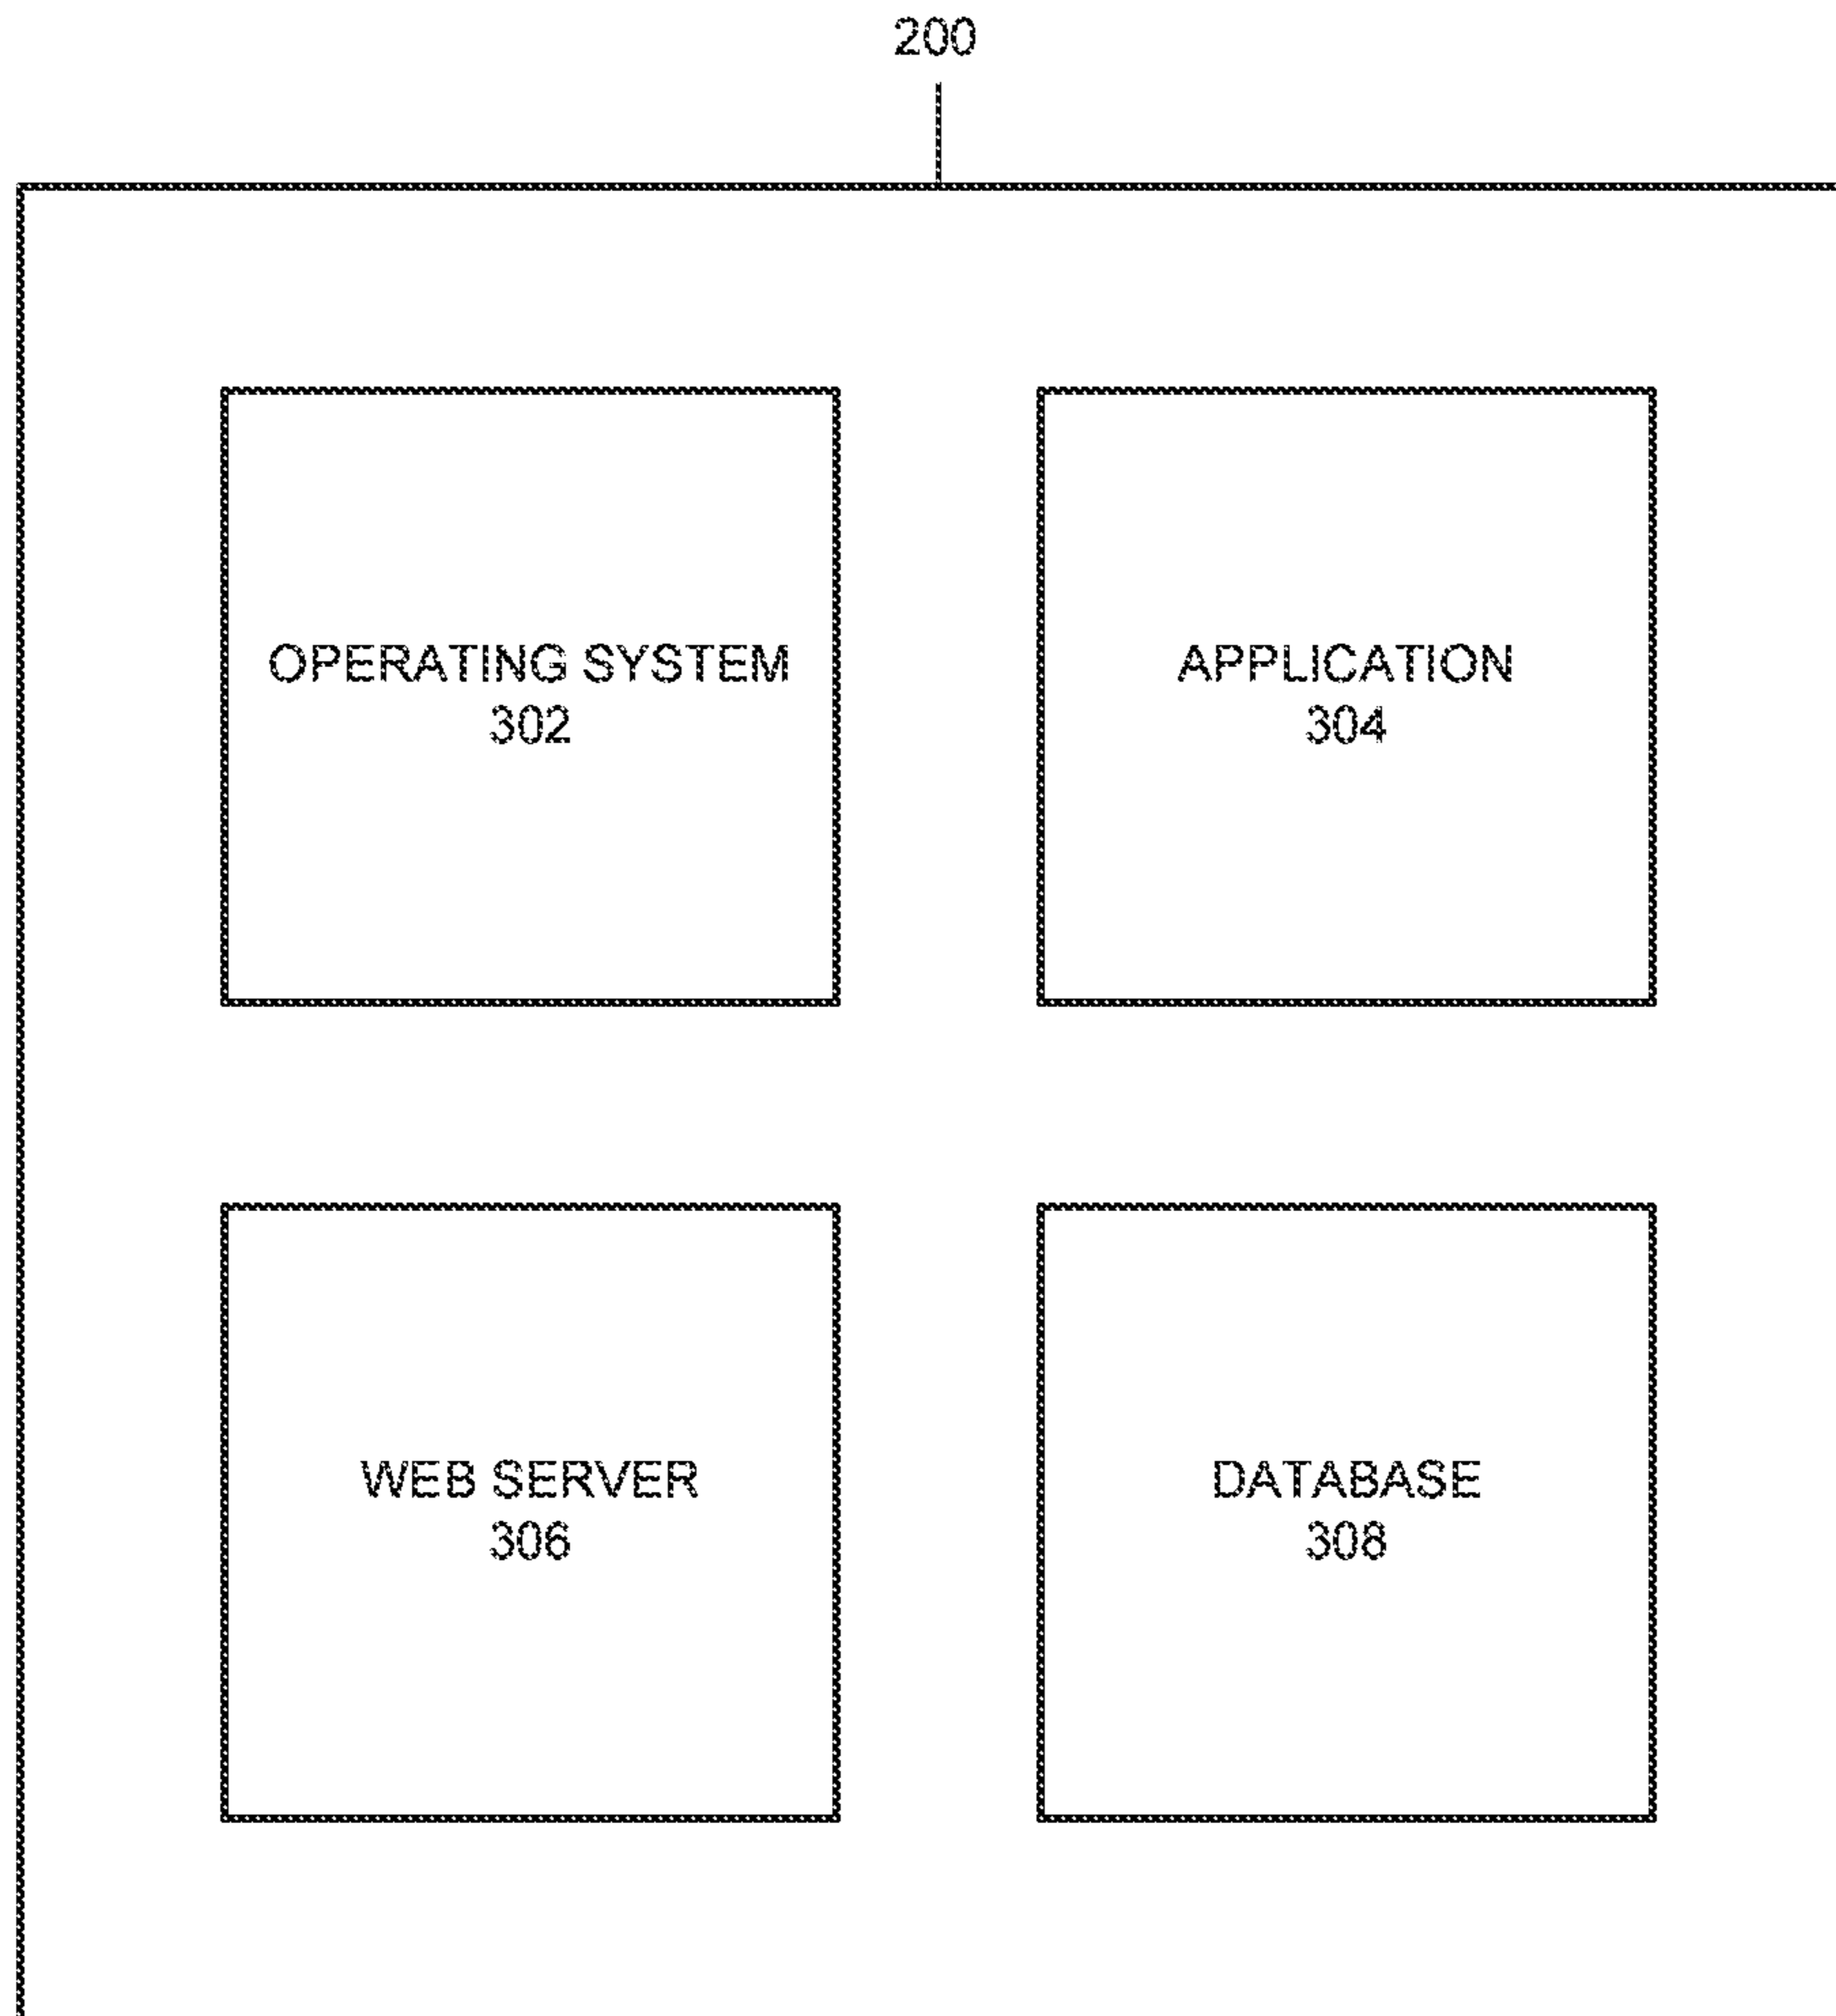 200
OPERATING SYSTEM
302
APPLICATION
304
WEB SERVER
306
DATABASE
308